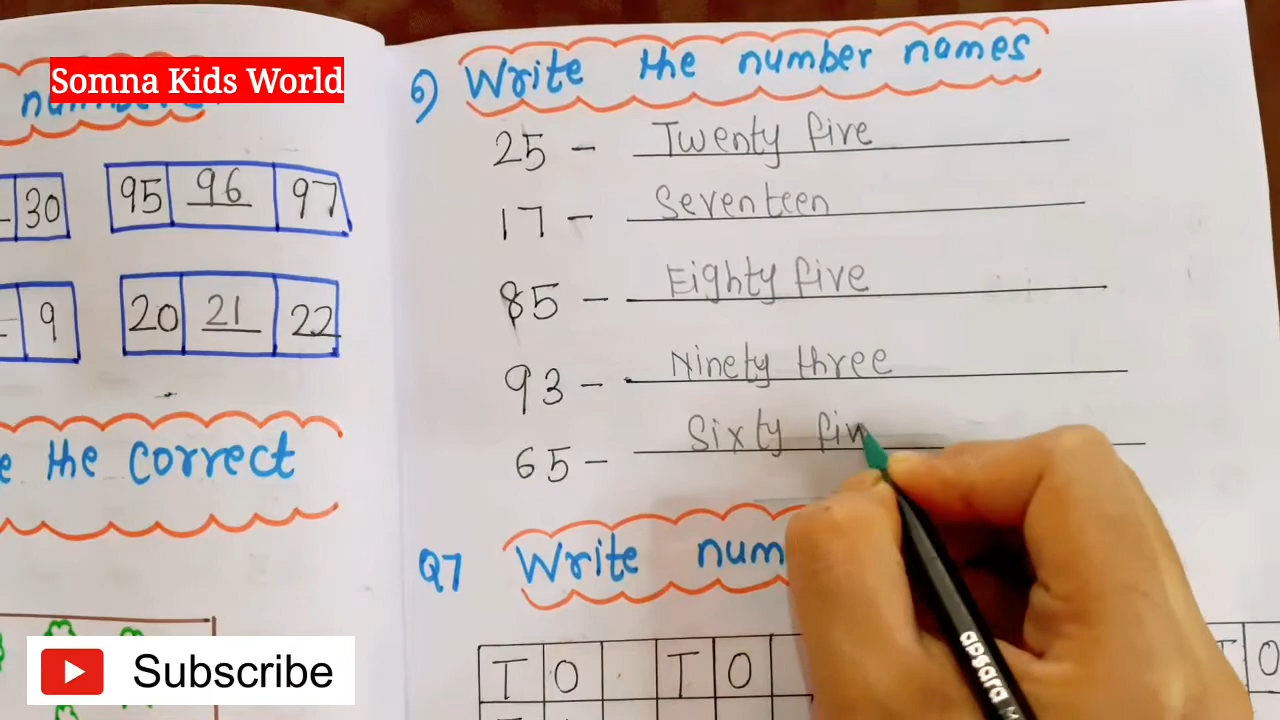 Somna Kids World
30
95 96 97
9
20 21 22
the correct
6) Write the number names
25 - Twenty five
17 - Seventeen
85 - Eighty five
93 - Ninety three
65 - Sixty fiv
Q7 Write num
T O T O
O
apsara
Subscribe